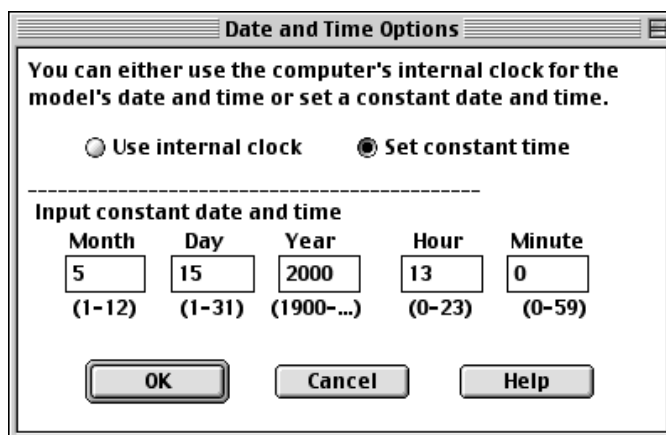 Date and Time Options
You can either use the computer's internal clock for the
model's date and time or set a constant date and time.
Use internal clock Set constant time
Input constant date and time
Month Day Year Hour Minute
5 15 2000 13 0
(1-12) (1-31) (1900-...) (0-23) (0-59)
OK Cancel Help